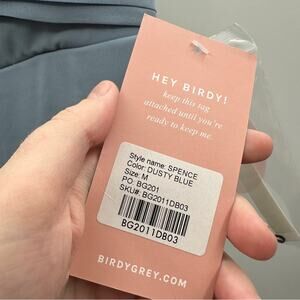 HEY BIRDY!
keep this tag
attached until you're
ready to keep me.
Style name: SPENCE
Color: DUSTY BLUE
Size: M
PO: BG201
SKU#: BG2011DB03
BG2011DB03
BIRDYGREY.COM